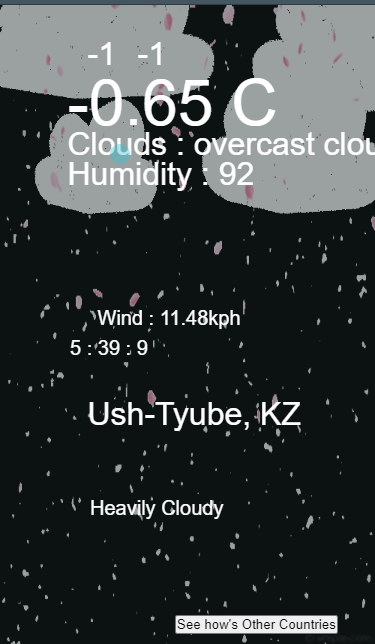 -1 -1
-0.65 C
Clouds : overcast clou
Humidity : 92
Wind : 11.48kph
5 : 39 : 9
Ush-Tyube, KZ
Heavily Cloudy
See how's Other Countries